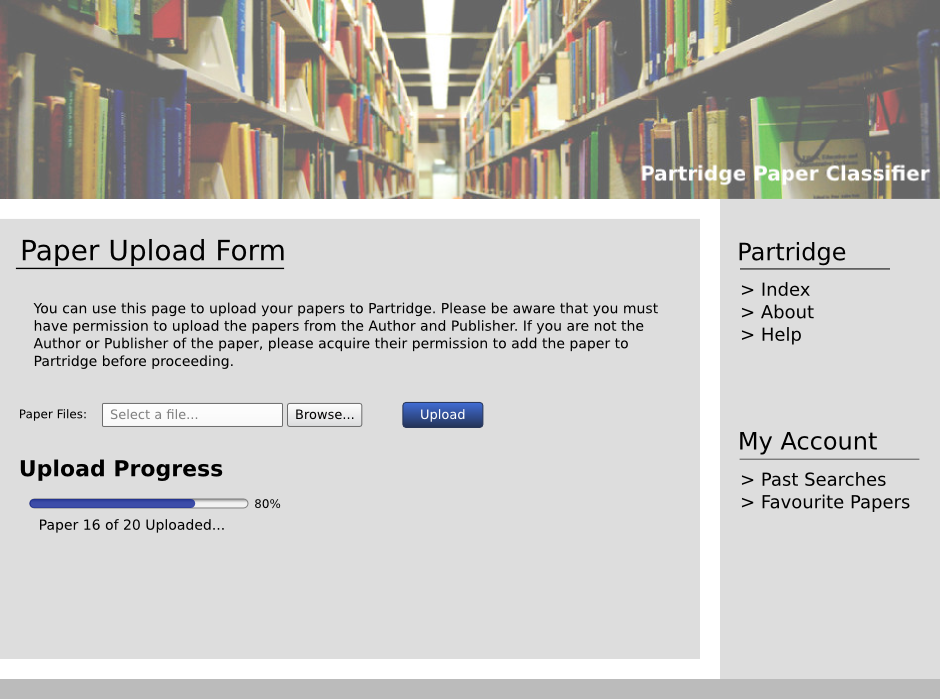 Partridge Paper Classifier
Paper Upload Form
You can use this page to upload your papers to Partridge. Please be aware that you must
have permission to upload the papers from the Author and Publisher. If you are not the
Author or Publisher of the paper, please acquire their permission to add the paper to
Partridge before proceeding.
Paper Files:
Select a file...
Browse...
Upload
Upload Progress
80%
Paper 16 of 20 Uploaded...
Partridge
> Index
> About
> Help
My Account
> Past Searches
> Favourite Papers